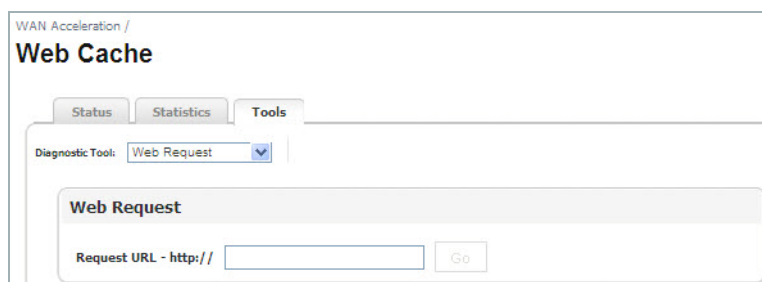 WAN Acceleration /
Web Cache
Status Statistics Tools
Diagnostic Tool: Web Request
Web Request
Request URL - http:// Go